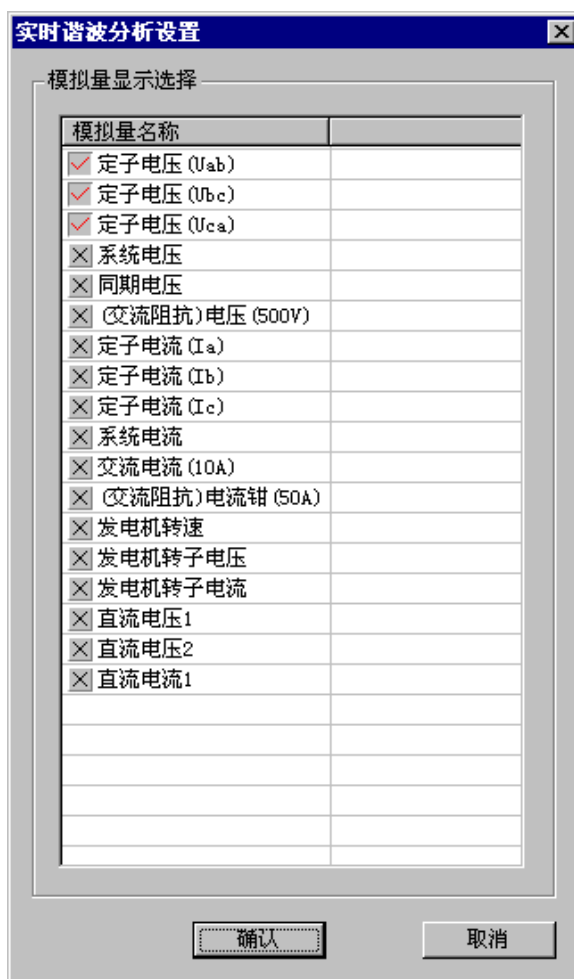 实时谐波分析设置
模拟量显示选择
模拟量名称
定子电压(Uab)
定子电压(Ubc)
定子电压(Uca)
系统电压
同期电压
(交流阻抗)电压(500V)
定子电流(Ia)
定子电流(Ib)
定子电流(Ic)
系统电流
交流电流(10A)
(交流阻抗)电流钳(50A)
发电机转速
发电机转子电压
发电机转子电流
直流电压1
直流电压2
直流电流1
确认 取消